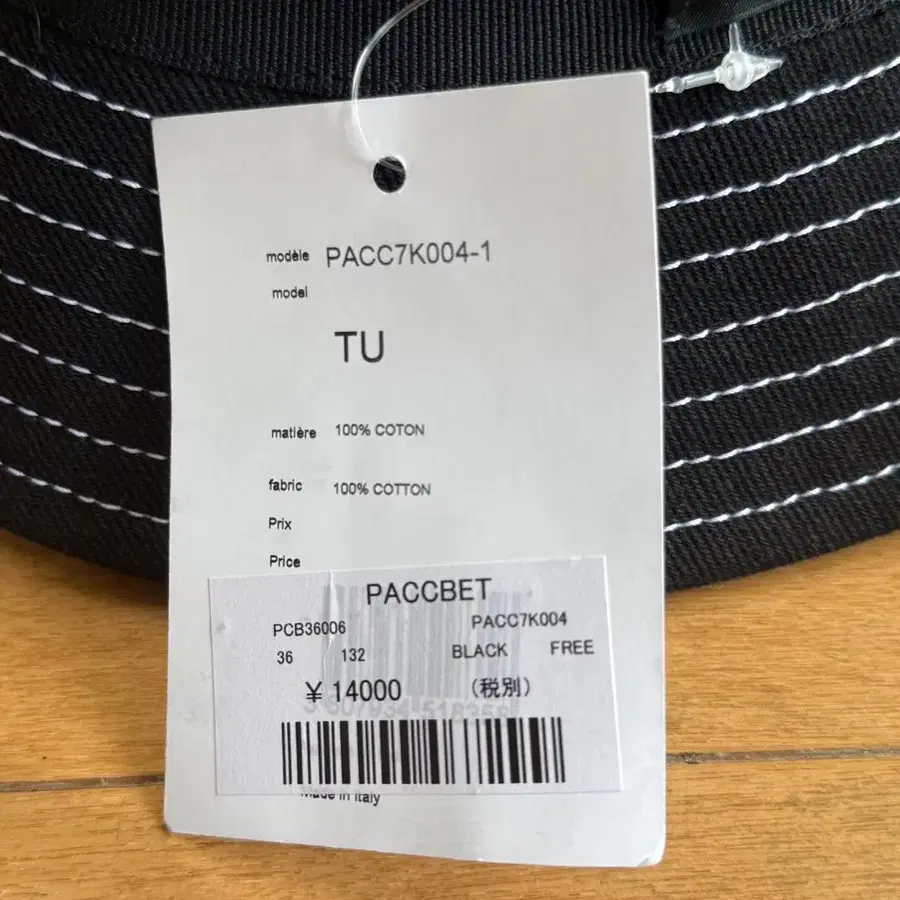 modèle PACC7K004-1
model
TU
matière 100% COTON
fabric 100% COTTON
Prix
Price
PACCBET
PCB36006 PACC7K004
36 132 BLACK FREE
¥ 14000 (税別)
Made in Italy